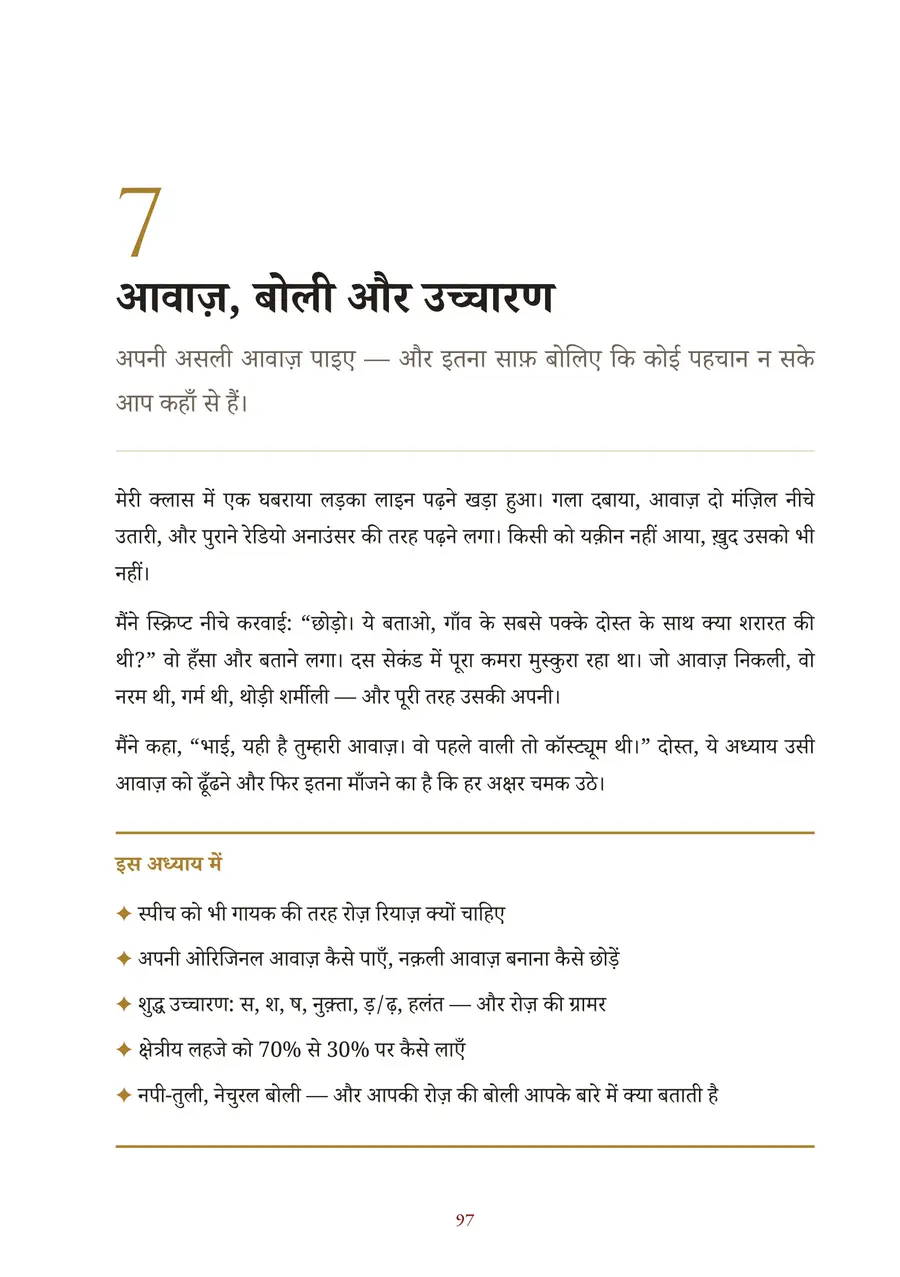 7
आवाज़, बोली और उच्चारण
अपनी असली आवाज़ पाइए — और इतना साफ़ बोलिए कि कोई पहचान न सके
आप कहाँ से हैं।
मेरी क्लास में एक घबराया लड़का लाइन पढ़ने खड़ा हुआ। गला दबाया, आवाज़ दो मंज़िल नीचे
उतारी, और पुराने रेडियो अनाउंसर की तरह पढ़ने लगा। किसी को यक़ीन नहीं आया, ख़ुद उसको भी
नहीं।
मैंने स्क्रिप्ट नीचे करवाई: “छोड़ो। ये बताओ, गाँव के सबसे पक्के दोस्त के साथ क्या शरारत की
थी?” वो हँसा और बताने लगा। दस सेकंड में पूरा कमरा मुस्कुरा रहा था। जो आवाज़ निकली, वो
नरम थी, गर्म थी, थोड़ी शर्मीली — और पूरी तरह उसकी अपनी।
मैंने कहा, “भाई, यही है तुम्हारी आवाज़। वो पहले वाली तो कॉस्ट्यूम थी।” दोस्त, ये अध्याय उसी
आवाज़ को ढूँढने और फिर इतना माँजने का है कि हर अक्षर चमक उठे।
इस अध्याय में
✦ स्पीच को भी गायक की तरह रोज़ रियाज़ क्यों चाहिए
✦ अपनी ओरिजिनल आवाज़ कैसे पाएँ, नक़ली आवाज़ बनाना कैसे छोड़ें
✦ शुद्ध उच्चारण: स, श, ष, नुक़्ता, ड़/ढ़, हलंत — और रोज़ की ग्रामर
✦ क्षेत्रीय लहजे को 70% से 30% पर कैसे लाएँ
✦ नपी-तुली, नेचुरल बोली — और आपकी रोज़ की बोली आपके बारे में क्या बताती है
97